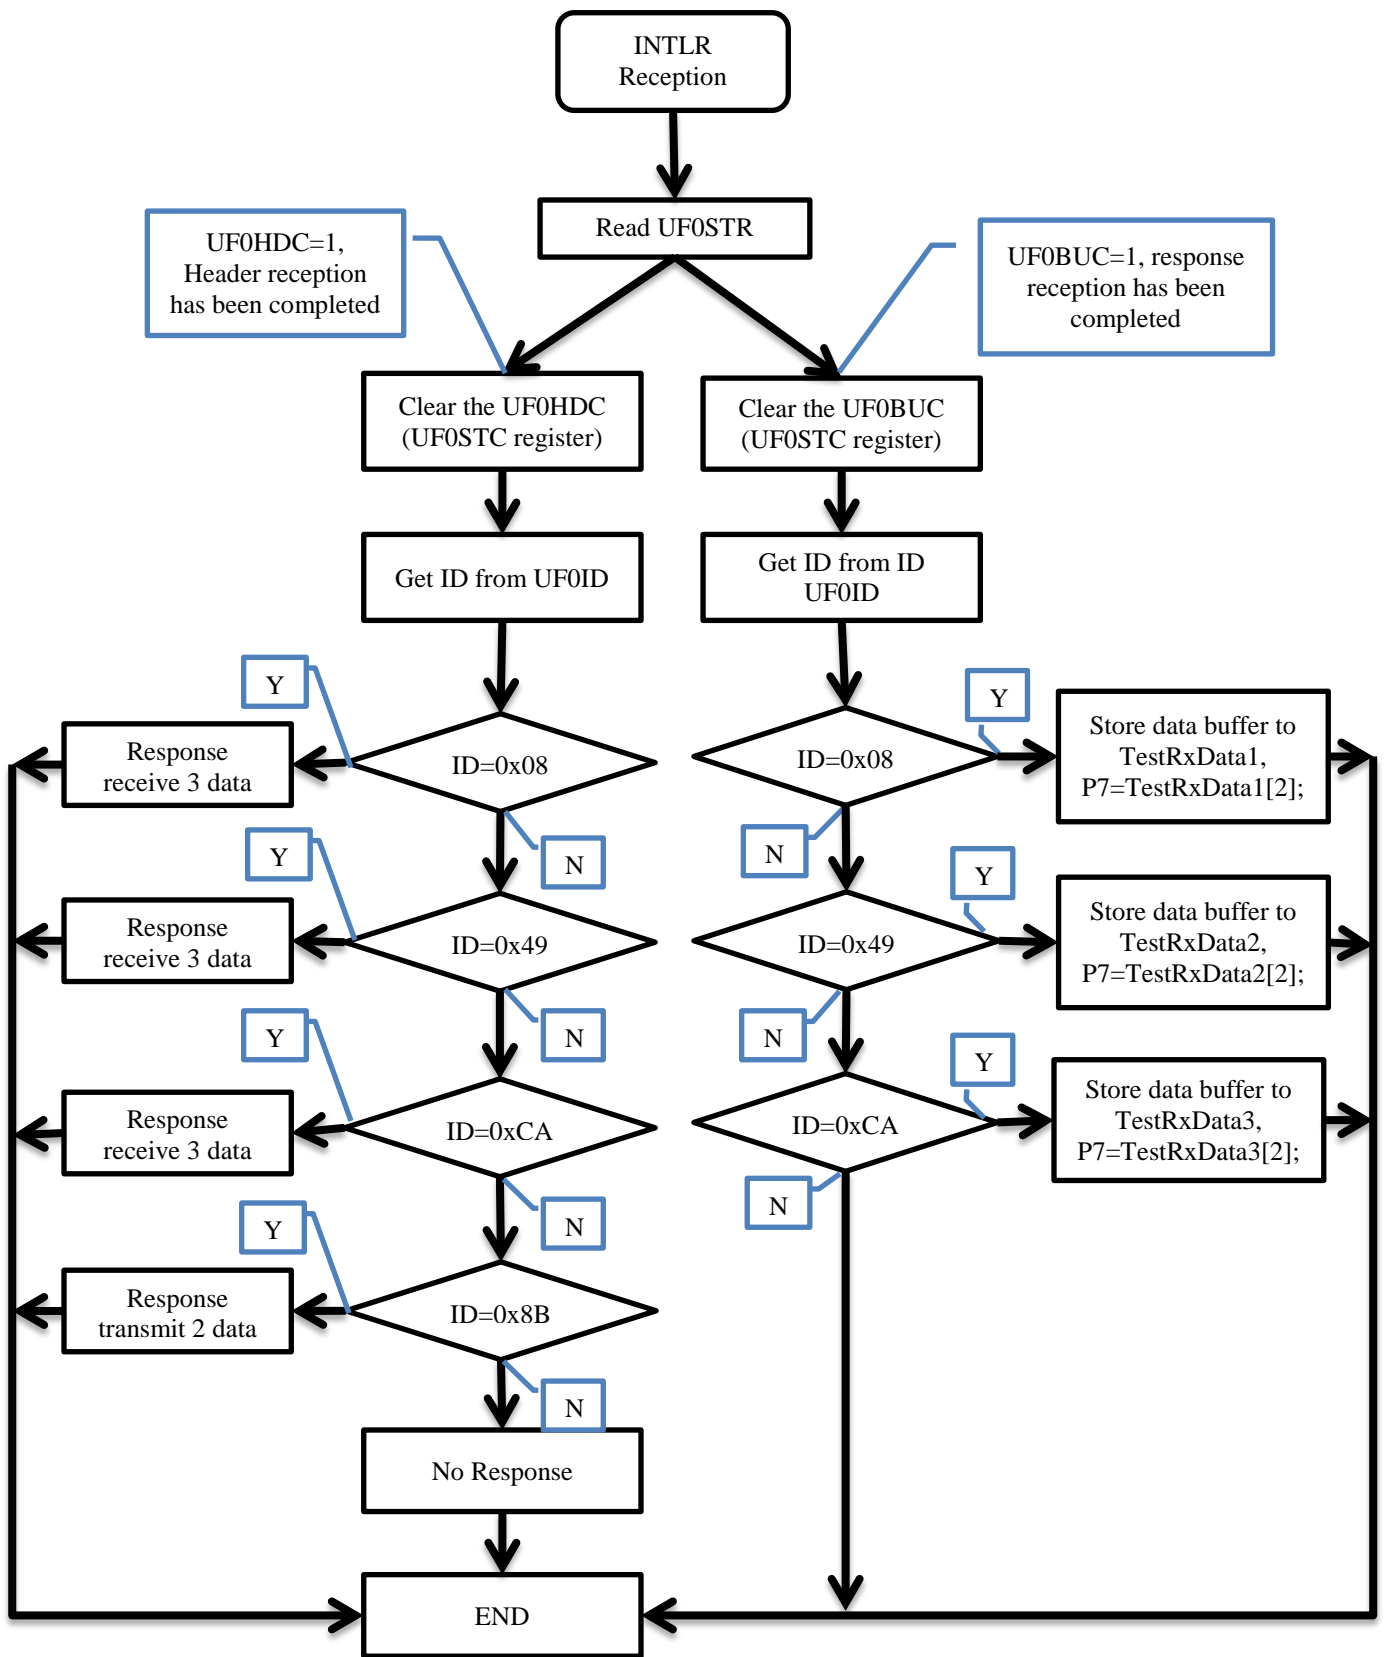 INTLR
Reception
Read UF0STR
UF0HDC=1,
Header reception
has been completed
UF0BUC=1, response
reception has been
completed
Clear the UF0HDC
(UF0STC register)
Clear the UF0BUC
(UF0STC register)
Get ID from UF0ID
Get ID from ID
UF0ID
Y
Response
receive 3 data
ID=0x08
N
Y
Response
receive 3 data
ID=0x49
N
Y
Response
receive 3 data
ID=0xCA
N
Y
Response
transmit 2 data
ID=0x8B
N
No Response
ID=0x08
Y
Store data buffer to
TestRxData1,
P7=TestRxData1[2];
N
ID=0x49
Y
Store data buffer to
TestRxData2,
P7=TestRxData2[2];
N
ID=0xCA
Y
Store data buffer to
TestRxData3,
P7=TestRxData3[2];
N
END